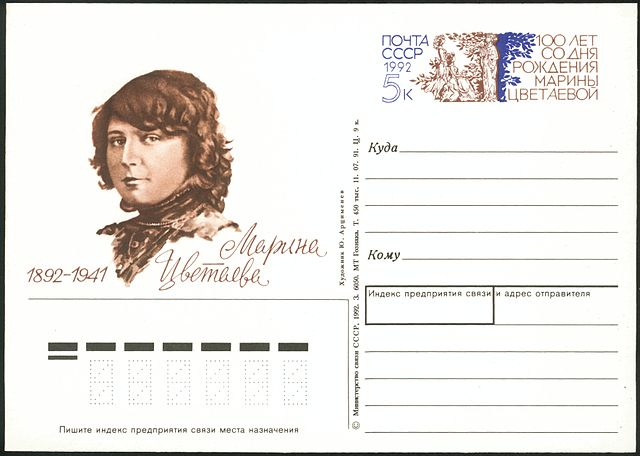 ПОЧТА
СССР
1992
5к
100 ЛЕТ
СО ДНЯ
РОЖДЕНИЯ
МАРИНЫ
ЦВЕТАЕВОЙ
Марина
Цветаева
1892-1941
Куда
Кому
Индекс предприятия связи и адрес отправителя
Художник Ю. Арцименев
© Министерство связи СССР, 1992. З. 6050. МТ Гознака. Т. 450 тыс. 11. 07. 91. Ц. 9 к.
Пишите индекс предприятия связи места назначения